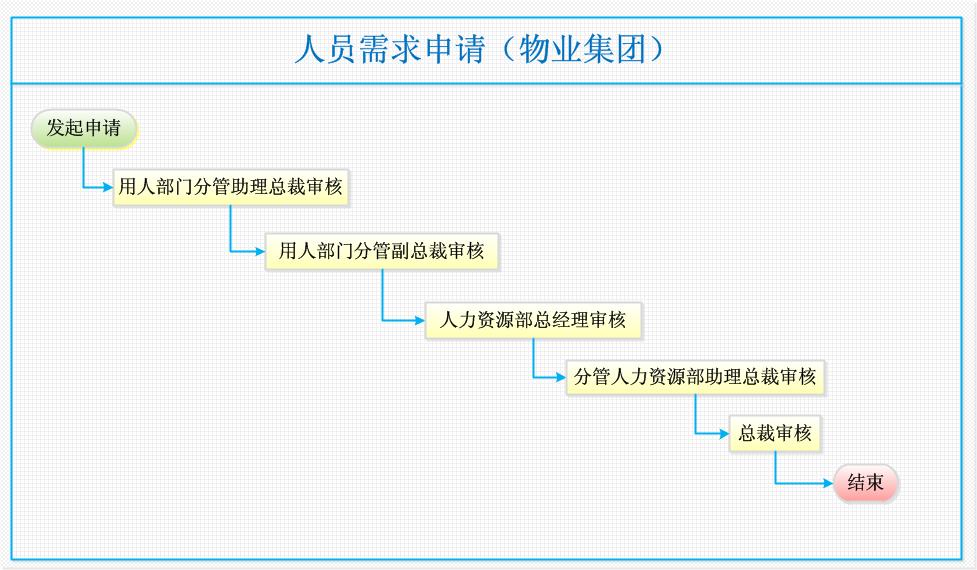 人员需求申请（物业集团）
发起申请
用人部门分管助理总裁审核
用人部门分管副总裁审核
人力资源部总经理审核
分管人力资源部助理总裁审核
总裁审核
结束